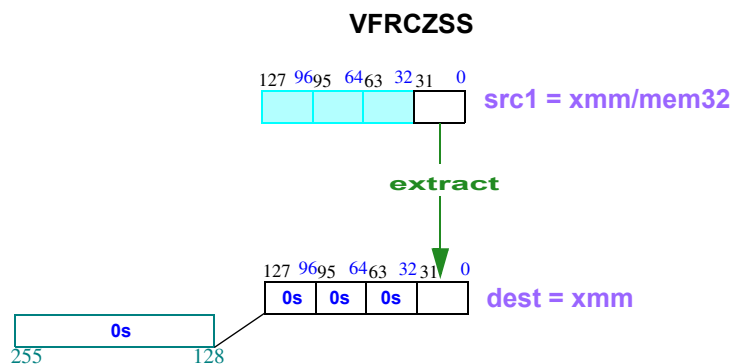 VFRCZSS
127 96 95 64 63 32 31 0
src1 = xmm/mem32
extract
127 96 95 64 63 32 31 0
0s 0s 0s
dest = xmm
0s
255 128